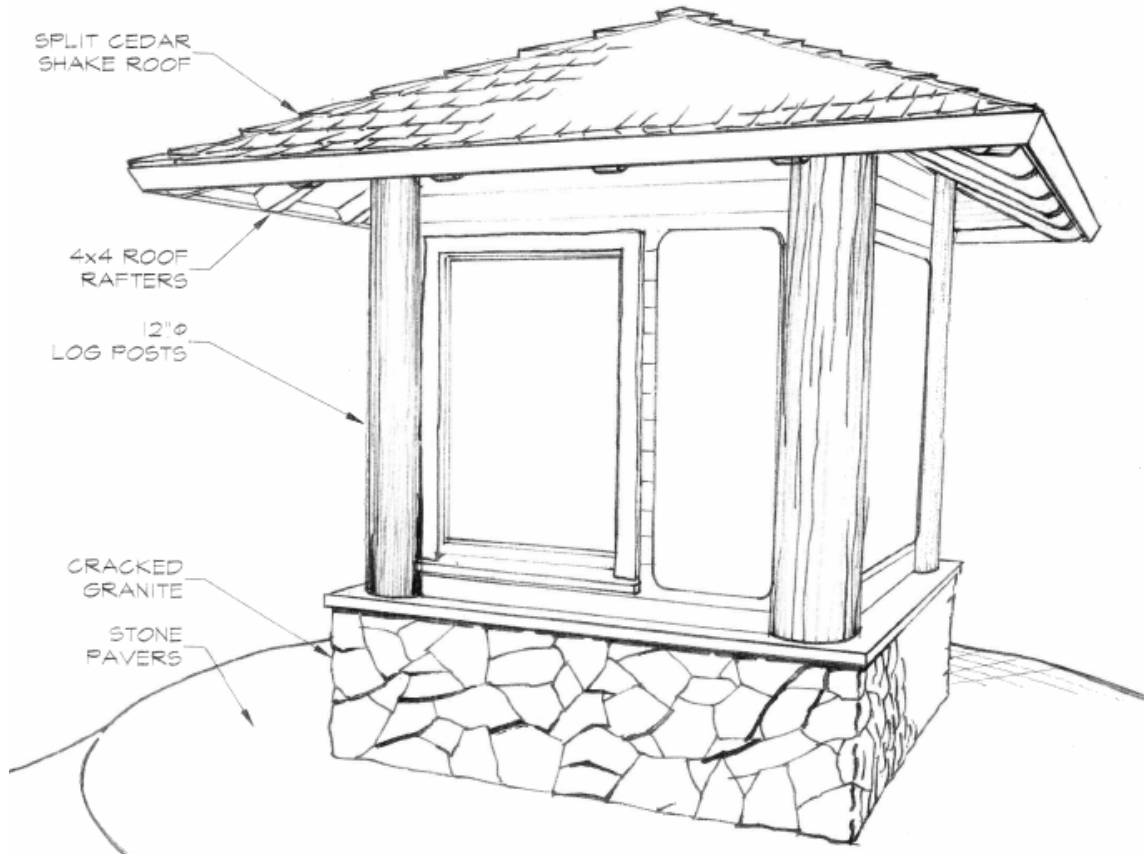 SPLIT CEDAR
SHAKE ROOF
4x4 ROOF
RAFTERS
12"⌀
LOG POSTS
CRACKED
GRANITE
STONE
PAVERS